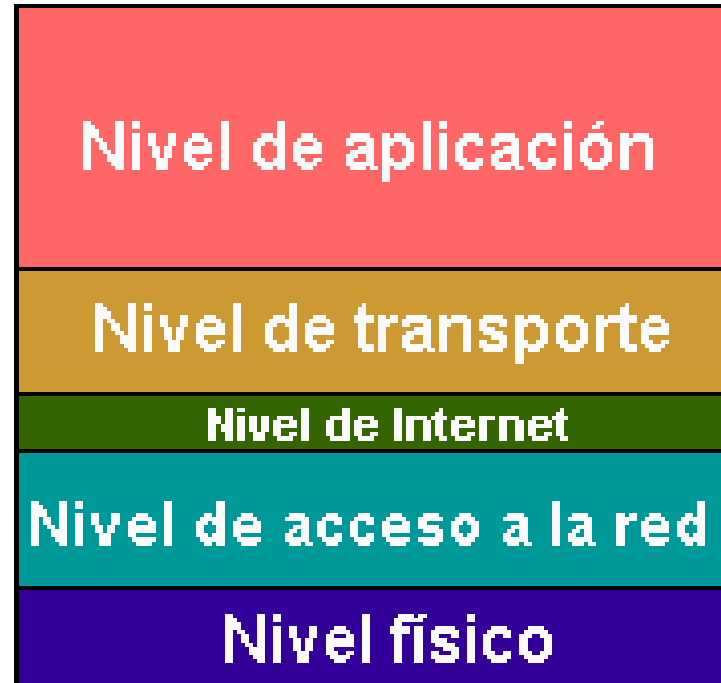 Nivel de aplicación
Nivel de transporte
Nivel de Internet
Nivel de acceso a la red
Nivel físico